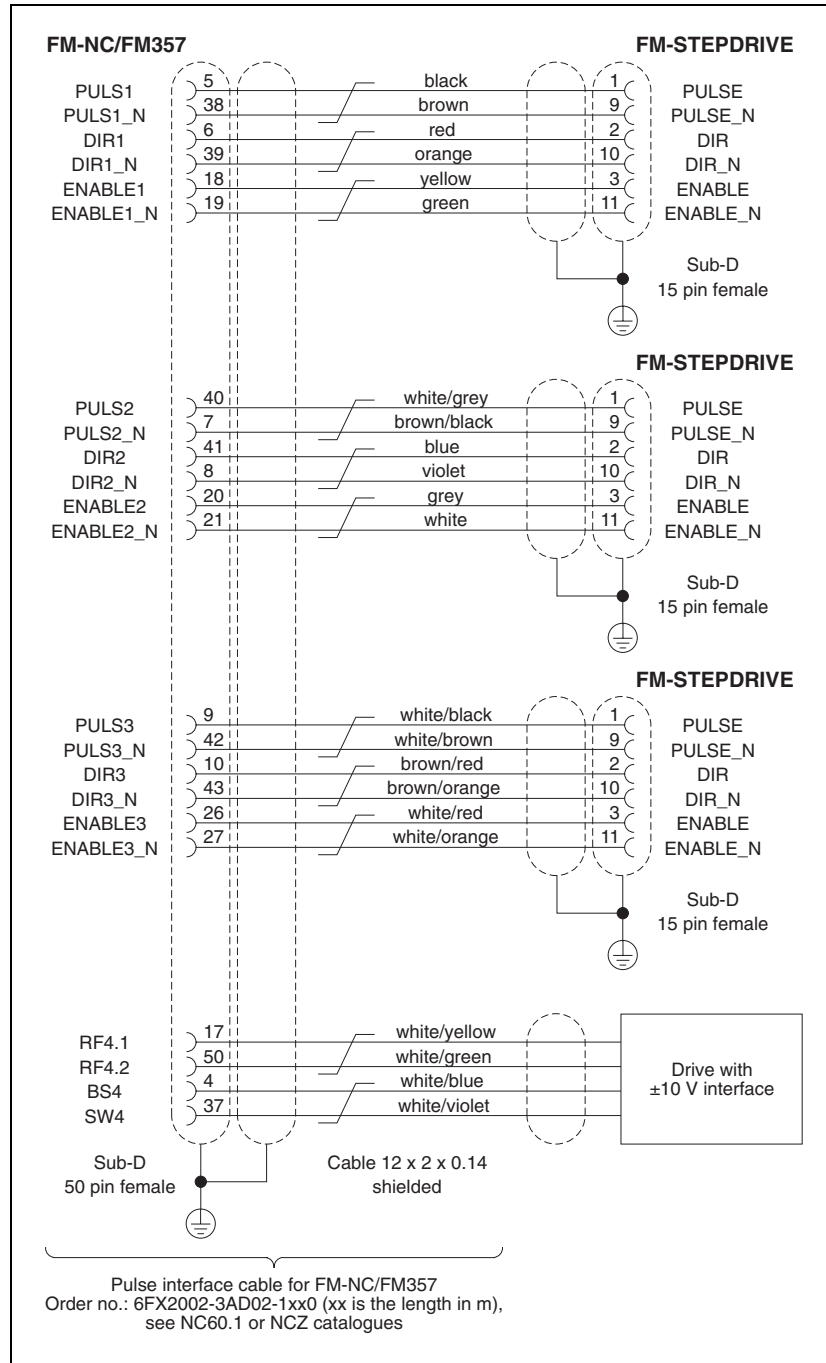 FM-NC/FM357 FM-STEPDRIVE
PULS1 5 black 1 PULSE
PULS1_N 38 brown 9 PULSE_N
DIR1 6 red 2 DIR
DIR1_N 39 orange 10 DIR_N
ENABLE1 18 yellow 3 ENABLE
ENABLE1_N 19 green 11 ENABLE_N
Sub-D
15 pin female
FM-STEPDRIVE
PULS2 40 white/grey 1 PULSE
PULS2_N 7 brown/black 9 PULSE_N
DIR2 41 blue 2 DIR
DIR2_N 8 violet 10 DIR_N
ENABLE2 20 grey 3 ENABLE
ENABLE2_N 21 white 11 ENABLE_N
Sub-D
15 pin female
FM-STEPDRIVE
PULS3 9 white/black 1 PULSE
PULS3_N 42 white/brown 9 PULSE_N
DIR3 10 brown/red 2 DIR
DIR3_N 43 brown/orange 10 DIR_N
ENABLE3 26 white/red 3 ENABLE
ENABLE3_N 27 white/orange 11 ENABLE_N
Sub-D
15 pin female
RF4.1 17 white/yellow
RF4.2 50 white/green
BS4 4 white/blue
SW4 37 white/violet
Drive with
±10 V interface
Sub-D
50 pin female
Cable 12 x 2 x 0.14
shielded
Pulse interface cable for FM-NC/FM357
Order no.: 6FX2002-3AD02-1xx0 (xx is the length in m),
see NC60.1 or NCZ catalogues